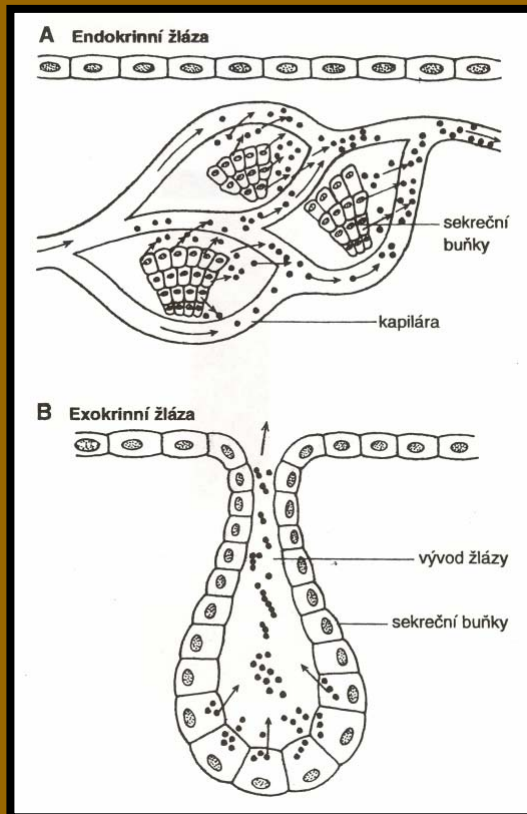 A Endokrinní žláza
sekreční
buňky
kapilára
B Exokrinní žláza
vývod žlázy
sekreční buňky